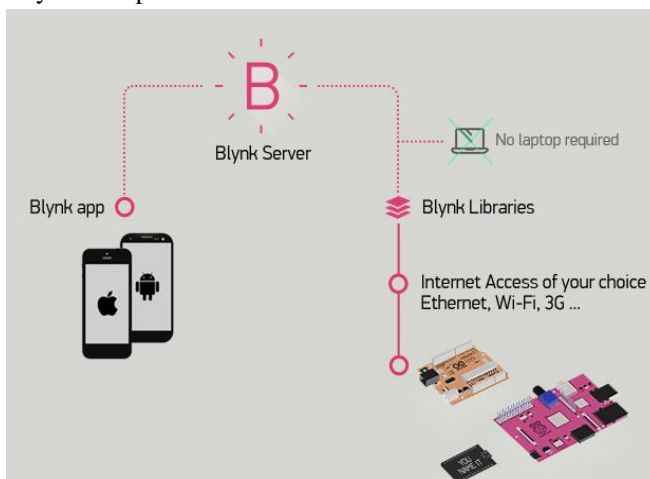 B
Blynk Server
No laptop required
Blynk app
Blynk Libraries
Internet Access of your choice
Ethernet, Wi-Fi, 3G ...
YOU
NAME IT